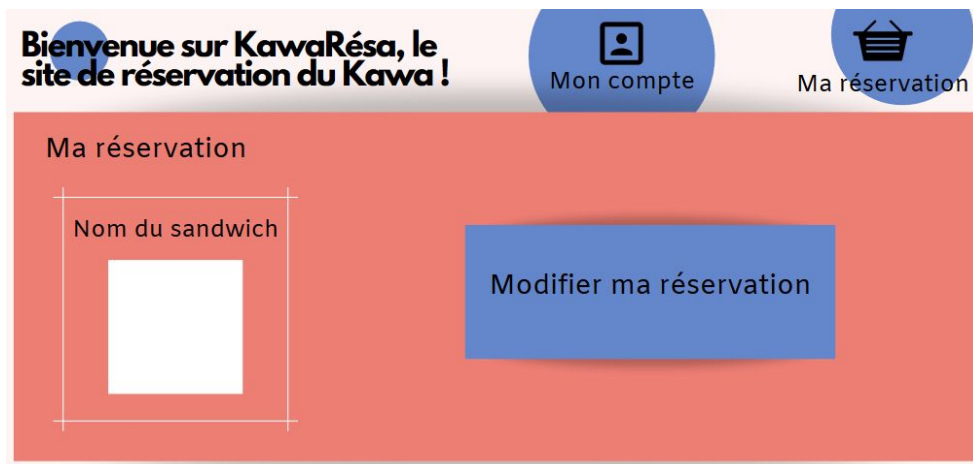 Bienvenue sur KawaRésa, le
site de réservation du Kawa !
Mon compte
Ma réservation
Ma réservation
Nom du sandwich
Modifier ma réservation